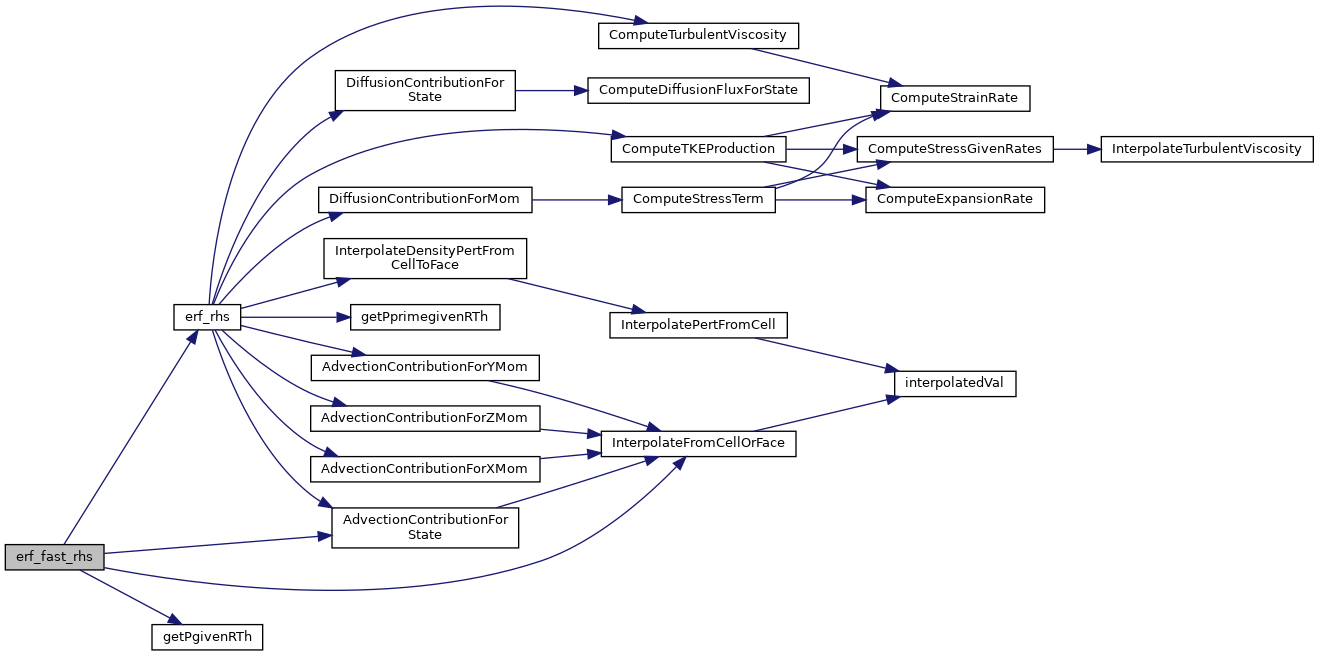 ComputeTurbulentViscosity
DiffusionContributionFor
State
ComputeDiffusionFluxForState
ComputeStrainRate
ComputeTKEProduction
ComputeStressGivenRates
InterpolateTurbulentViscosity
DiffusionContributionForMom
ComputeStressTerm
ComputeExpansionRate
InterpolateDensityPertFrom
CellToFace
erf_rhs
getPprimegivenRTh
InterpolatePertFromCell
AdvectionContributionForYMom
interpolatedVal
AdvectionContributionForZMom
InterpolateFromCellOrFace
AdvectionContributionForXMom
AdvectionContributionFor
State
erf_fast_rhs
getPgivenRTh